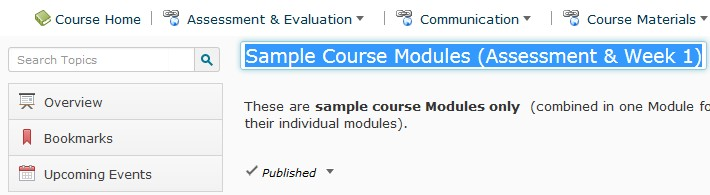 Course Home | Assessment & Evaluation | Communication | Course Materials
Search Topics
Sample Course Modules (Assessment & Week 1)
Overview
Bookmarks
Upcoming Events
These are sample course Modules only (combined in one Module fo
their individual modules).
Published